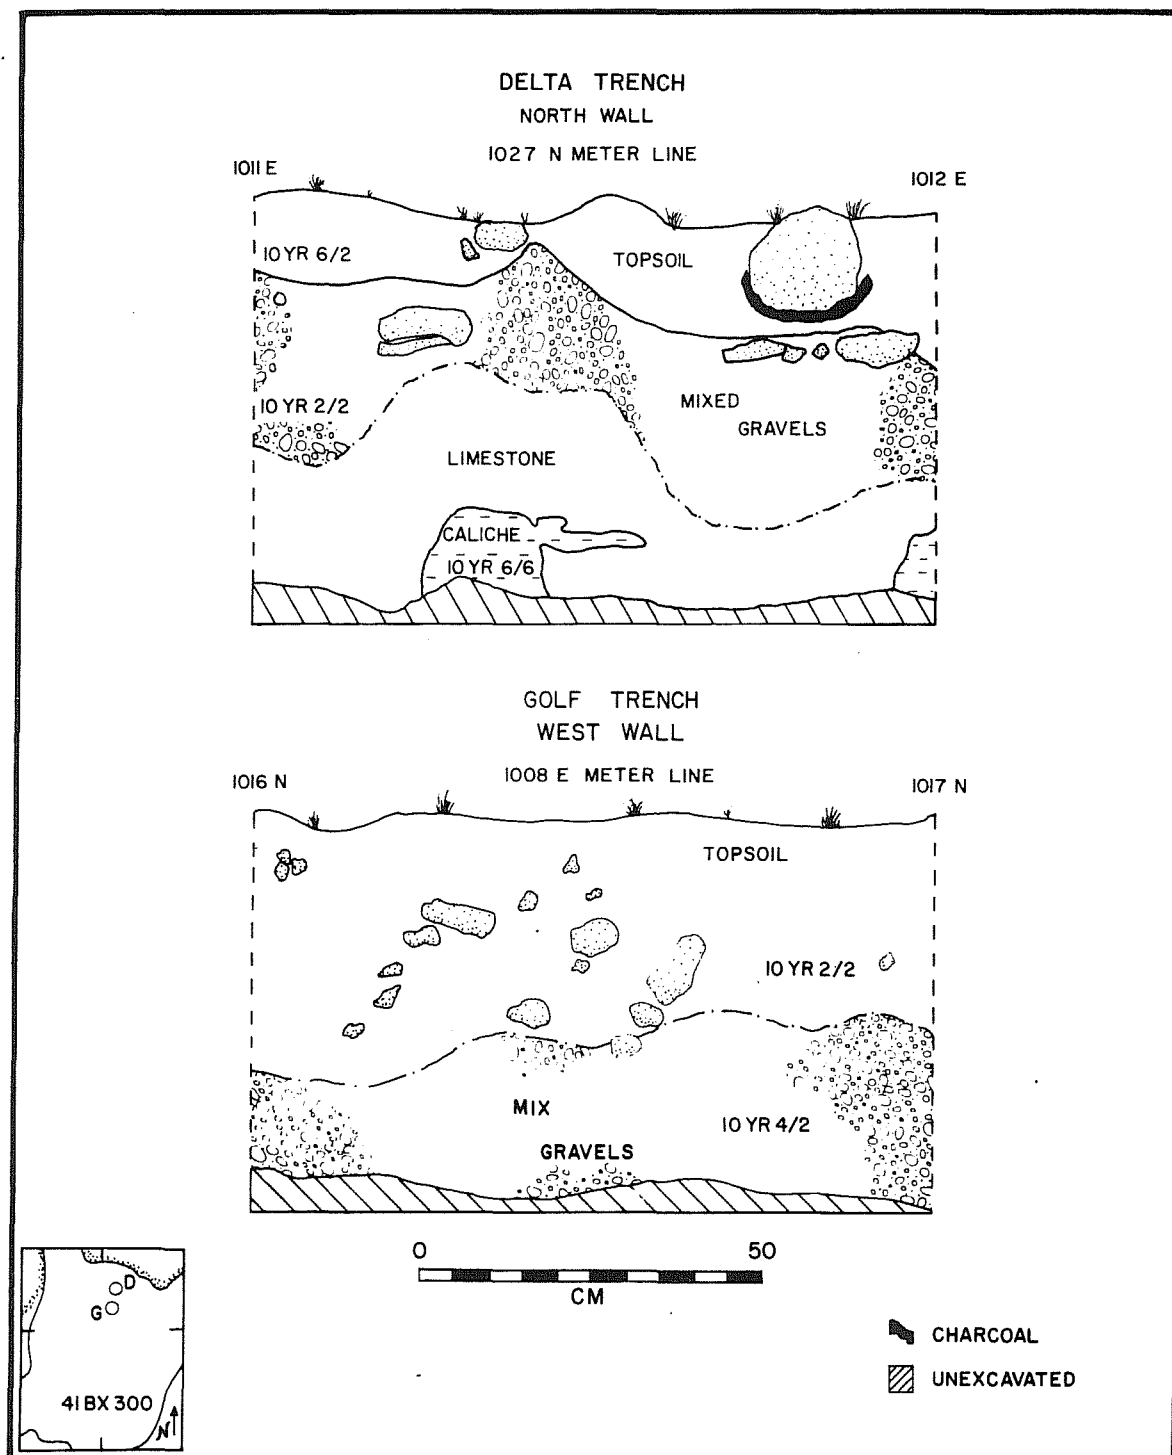 DELTA TRENCH
NORTH WALL
1027 N METER LINE
1011 E
1012 E
10 YR 6/2
TOPSOIL
10 YR 2/2
MIXED
GRAVELS
LIMESTONE
CALICHE
10 YR 6/6
GOLF TRENCH
WEST WALL
1008 E METER LINE
1016 N
1017 N
TOPSOIL
10 YR 2/2
MIX
10 YR 4/2
GRAVELS
0 50
CM
D
G
41 BX 300
N
CHARCOAL
UNEXCAVATED